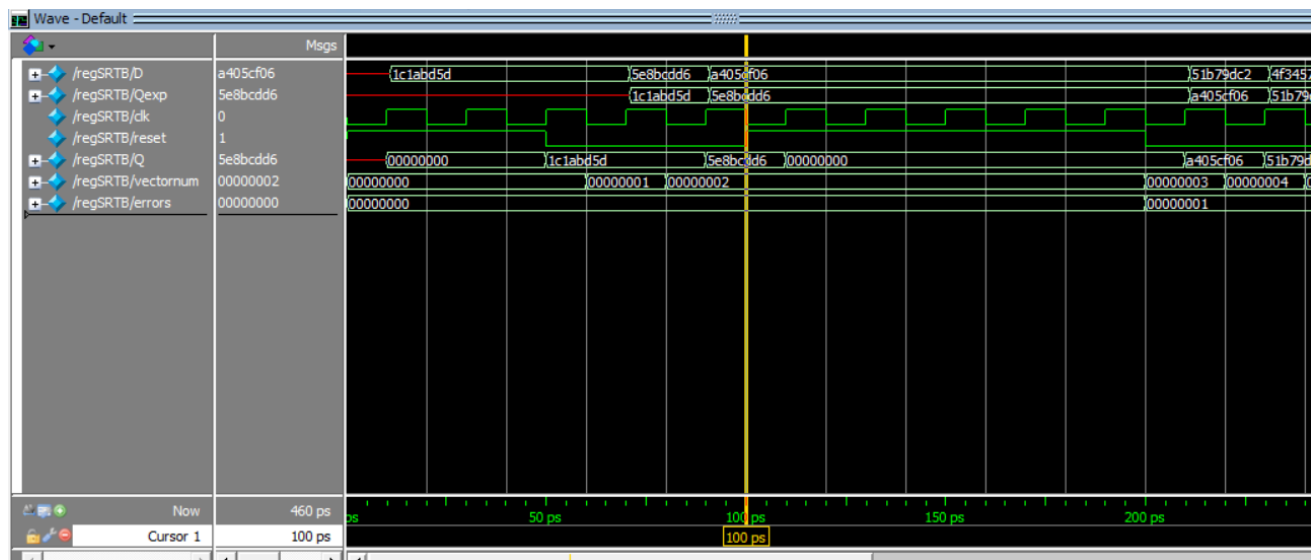 Wave - Default
Msgs
/regSRTB/D a405cf06 1c1abd5d 5e8bcdd6 a405cf06 51b79dc2 4f3457
/regSRTB/Qexp 5e8bcdd6 1c1abd5d 5e8bcdd6 a405cf06 51b79d
/regSRTB/clk 0
/regSRTB/reset 1
/regSRTB/Q 5e8bcdd6 00000000 1c1abd5d 5e8bcdd6 00000000 a405cf06 51b79d
/regSRTB/vectornum 00000002 00000000 00000001 00000002 00000003 00000004
/regSRTB/errors 00000000 00000000 00000001
Now 460 ps ps 50 ps 100 ps 150 ps 200 ps
Cursor 1 100 ps 100 ps